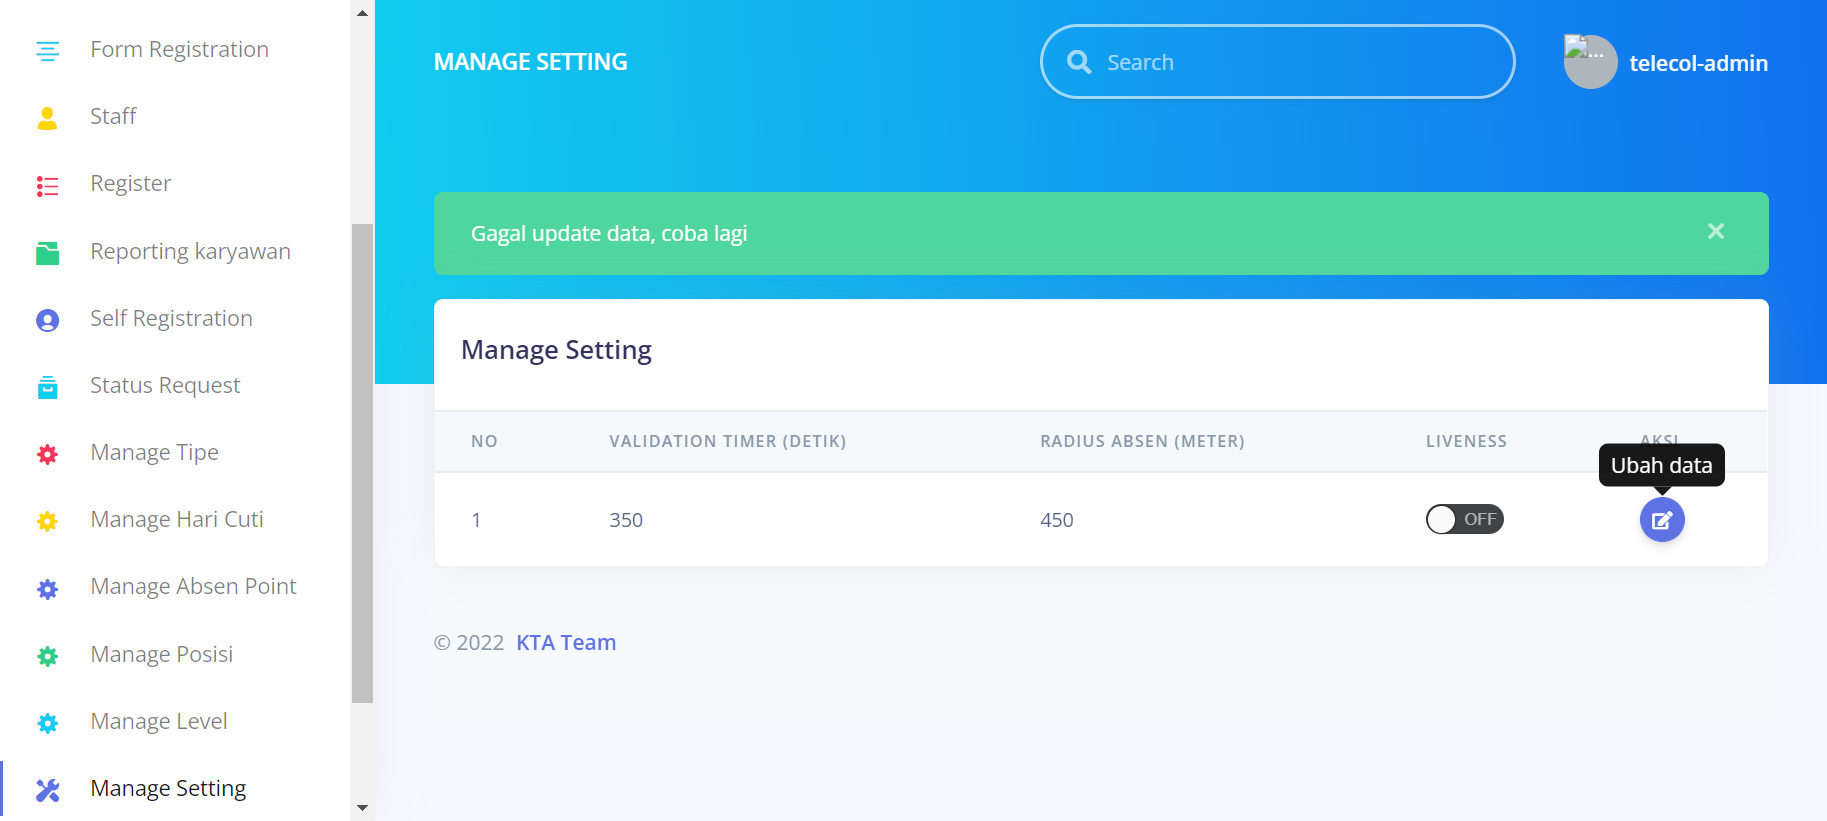 Form Registration
Staff
Register
Reporting karyawan
Self Registration
Status Request
Manage Tipe
Manage Hari Cuti
Manage Absen Point
Manage Posisi
Manage Level
Manage Setting
MANAGE SETTING
Search
... telecol-admin
Gagal update data, coba lagi
×
Manage Setting
NO VALIDATION TIMER (DETIK) RADIUS ABSEN (METER) LIVENESS AKSI
Ubah data
1 350 450 OFF
© 2022 KTA Team